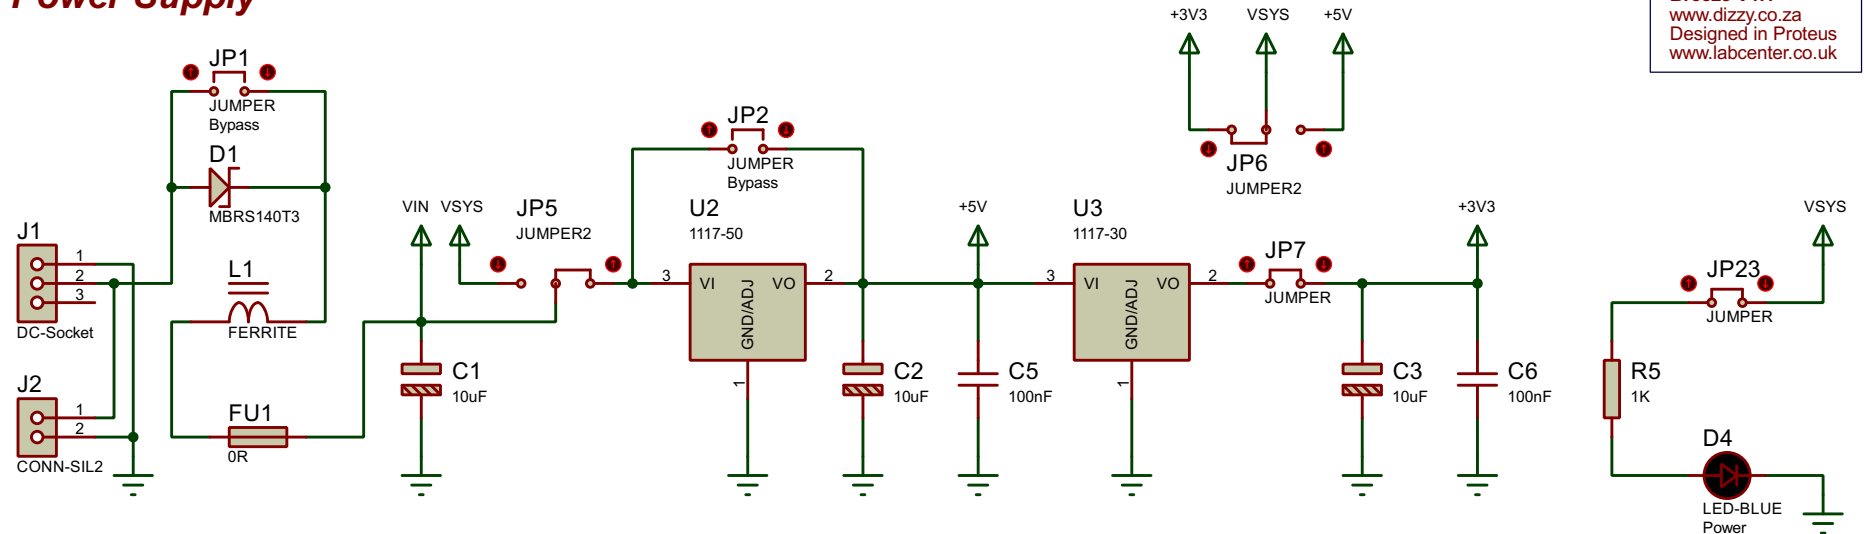 Power Supply
www.dizzy.co.za
Designed in Proteus
www.labcenter.co.uk
+3V3
VSYS
+5V
JP6
JUMPER2
JP1
JUMPER
Bypass
D1
MBRS140T3
J1
1
2
3
DC-Socket
L1
FERRITE
J2
1
2
CONN-SIL2
FU1
0R
VIN
VSYS
JP5
JUMPER2
C1
10uF
JP2
JUMPER
Bypass
U2
1117-50
3
VI
VO
2
GND/ADJ
1
C2
10uF
+5V
C5
100nF
U3
1117-30
3
VI
VO
2
GND/ADJ
1
JP7
JUMPER
C3
10uF
+3V3
C6
100nF
VSYS
JP23
JUMPER
R5
1K
D4
LED-BLUE
Power